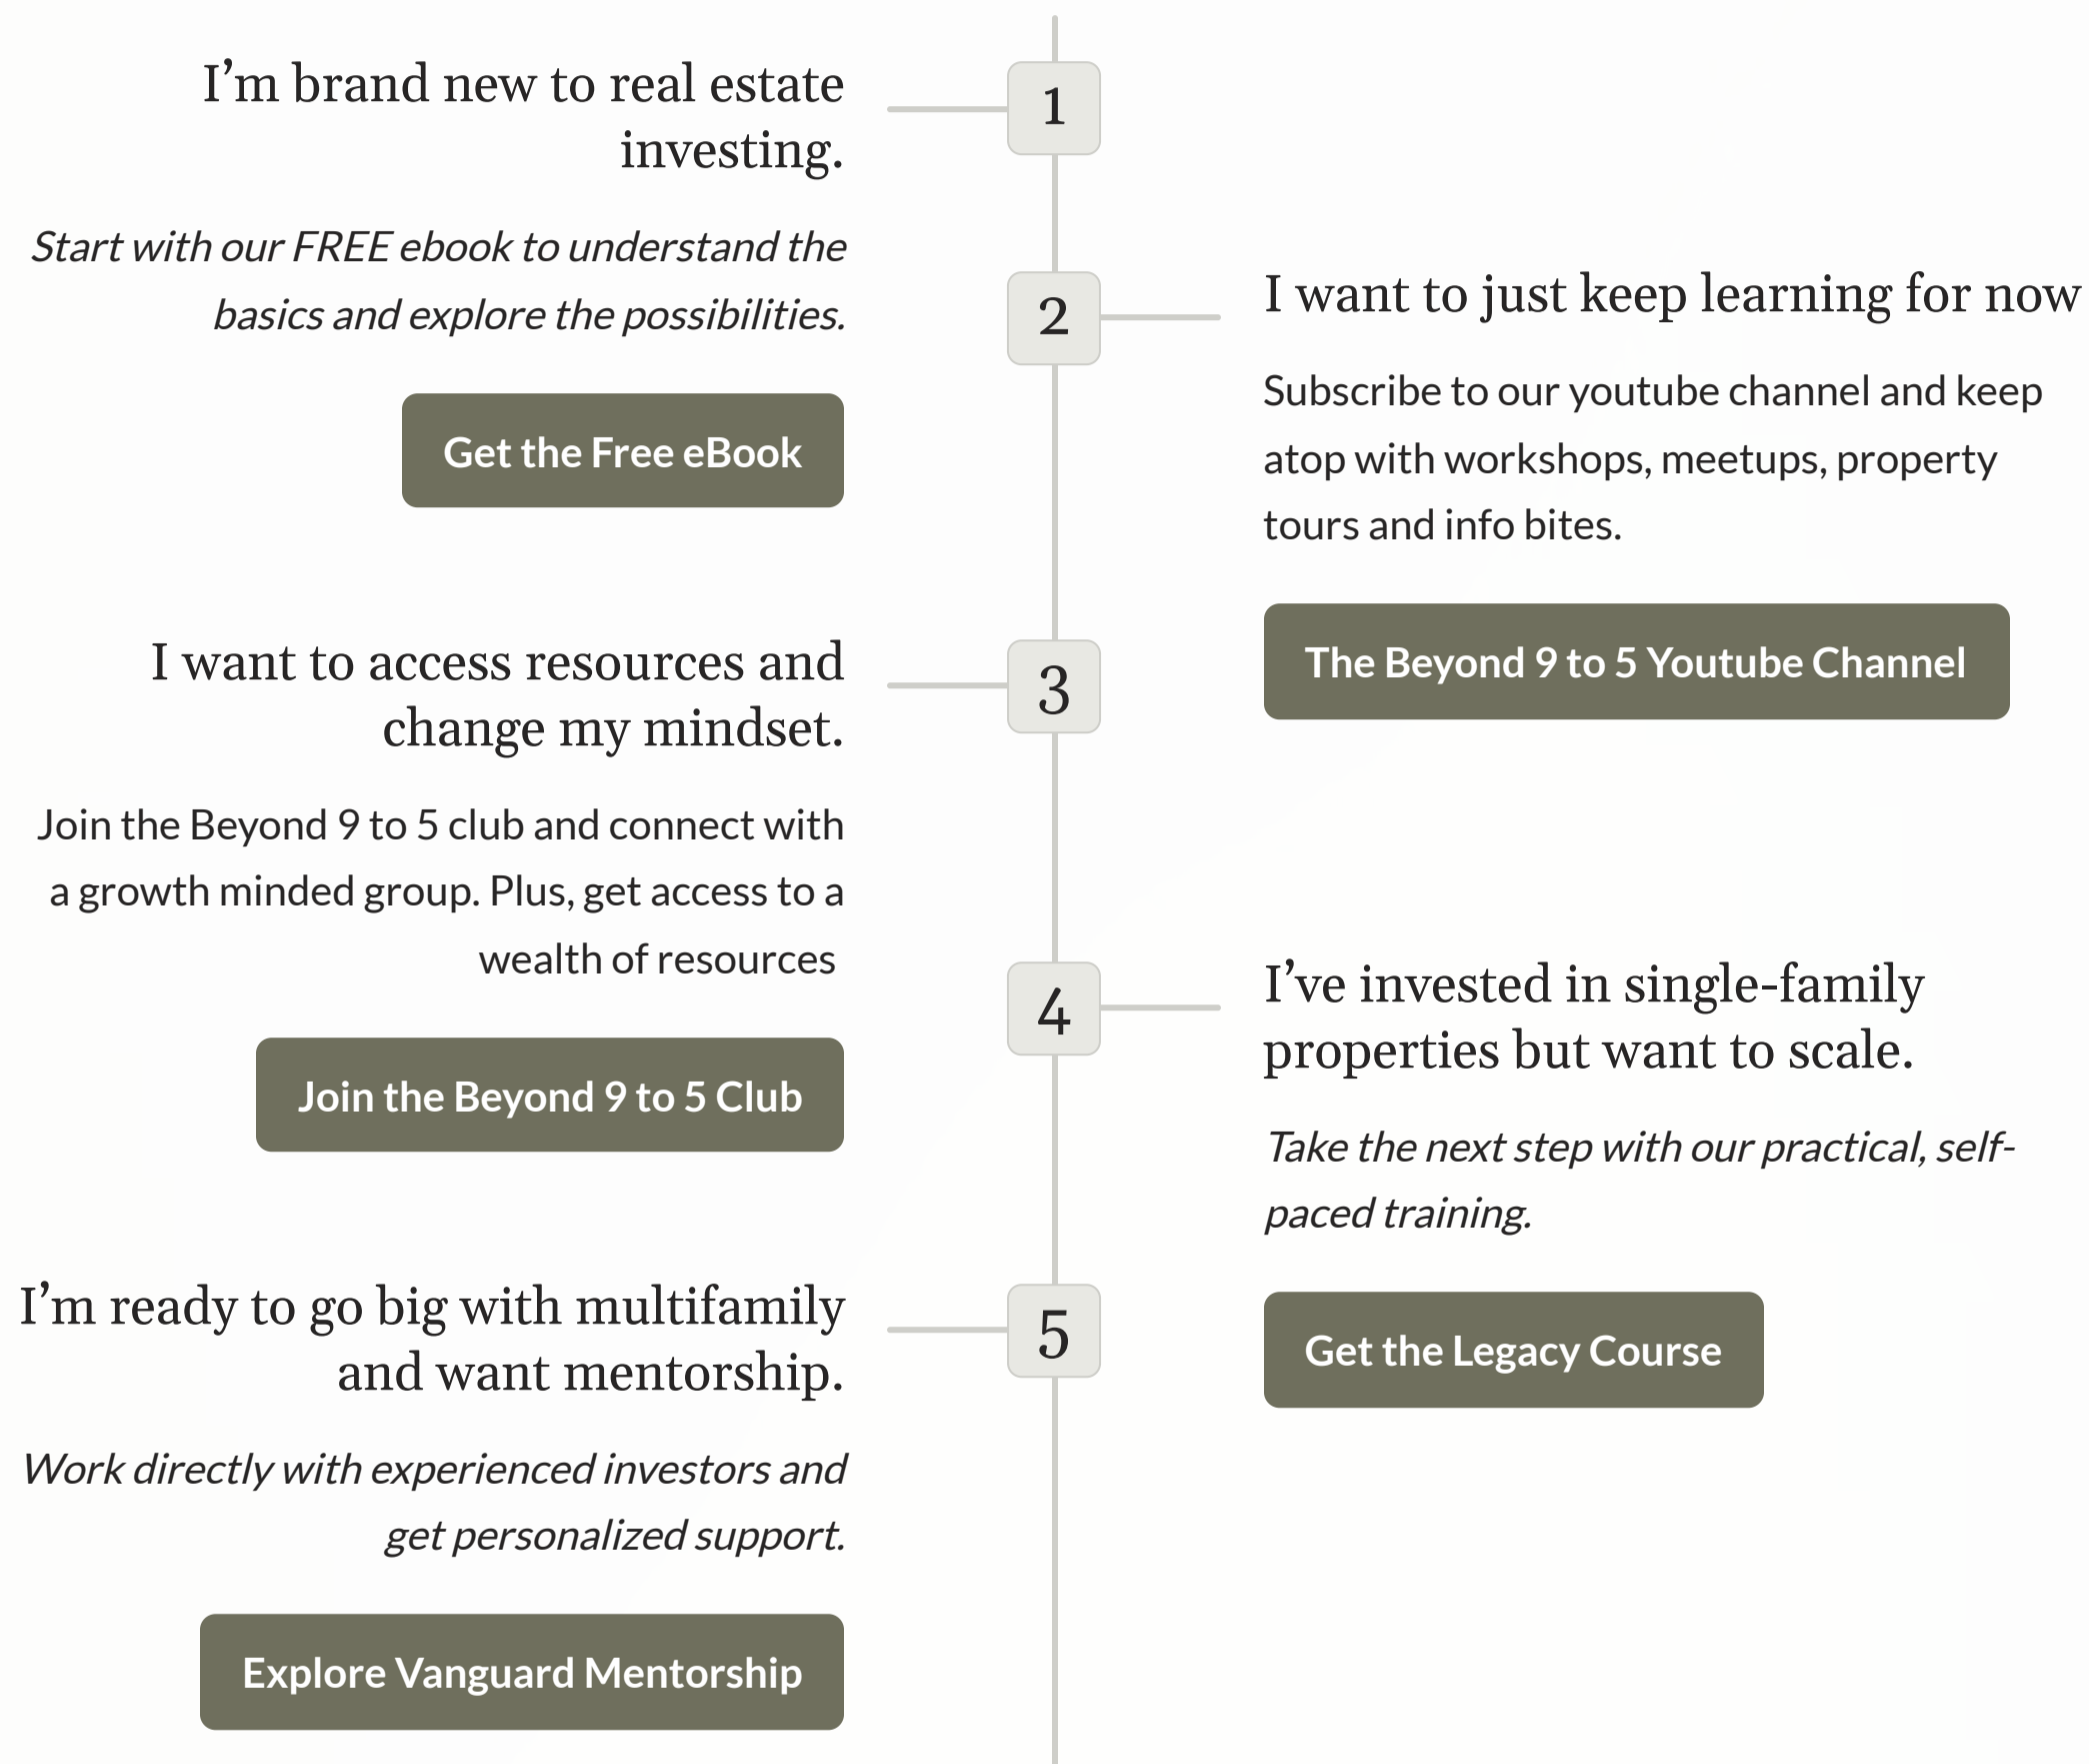 1
I’m brand new to real estate
investing.
Start with our FREE ebook to understand the
basics and explore the possibilities.
Get the Free eBook
2
I want to just keep learning for now
Subscribe to our youtube channel and keep
atop with workshops, meetups, property
tours and info bites.
The Beyond 9 to 5 Youtube Channel
3
I want to access resources and
change my mindset.
Join the Beyond 9 to 5 club and connect with
a growth minded group. Plus, get access to a
wealth of resources
Join the Beyond 9 to 5 Club
4
I’ve invested in single-family
properties but want to scale.
Take the next step with our practical, self-
paced training.
Get the Legacy Course
5
I’m ready to go big with multifamily
and want mentorship.
Work directly with experienced investors and
get personalized support.
Explore Vanguard Mentorship